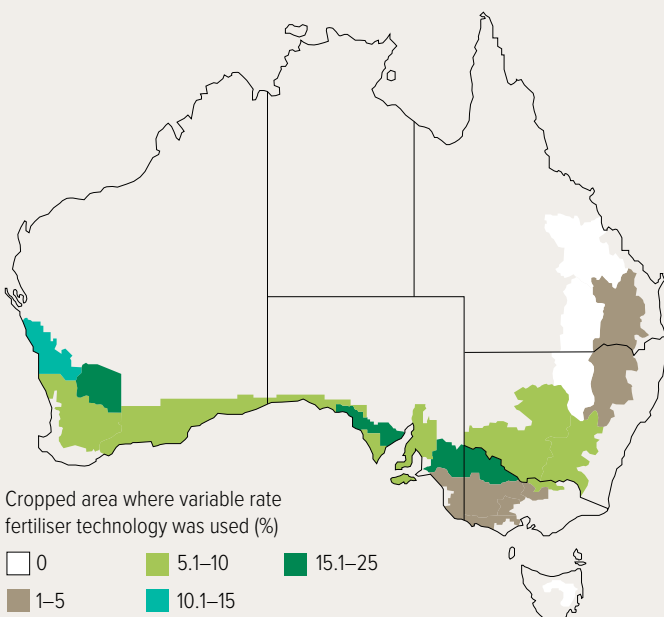 Cropped area where variable rate
fertiliser technology was used (%)
0
5.1–10
15.1–25
1–5
10.1–15